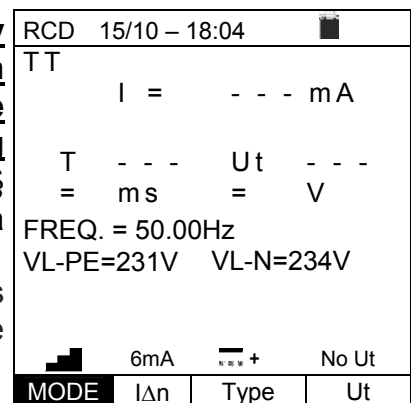 RCD 15/10 – 18:04
TT
I = - - - mA
T - - - Ut - - -
= ms = V
FREQ. = 50.00Hz
VL-PE=231V VL-N=234V
6mA + No Ut
MODE IΔn Type Ut